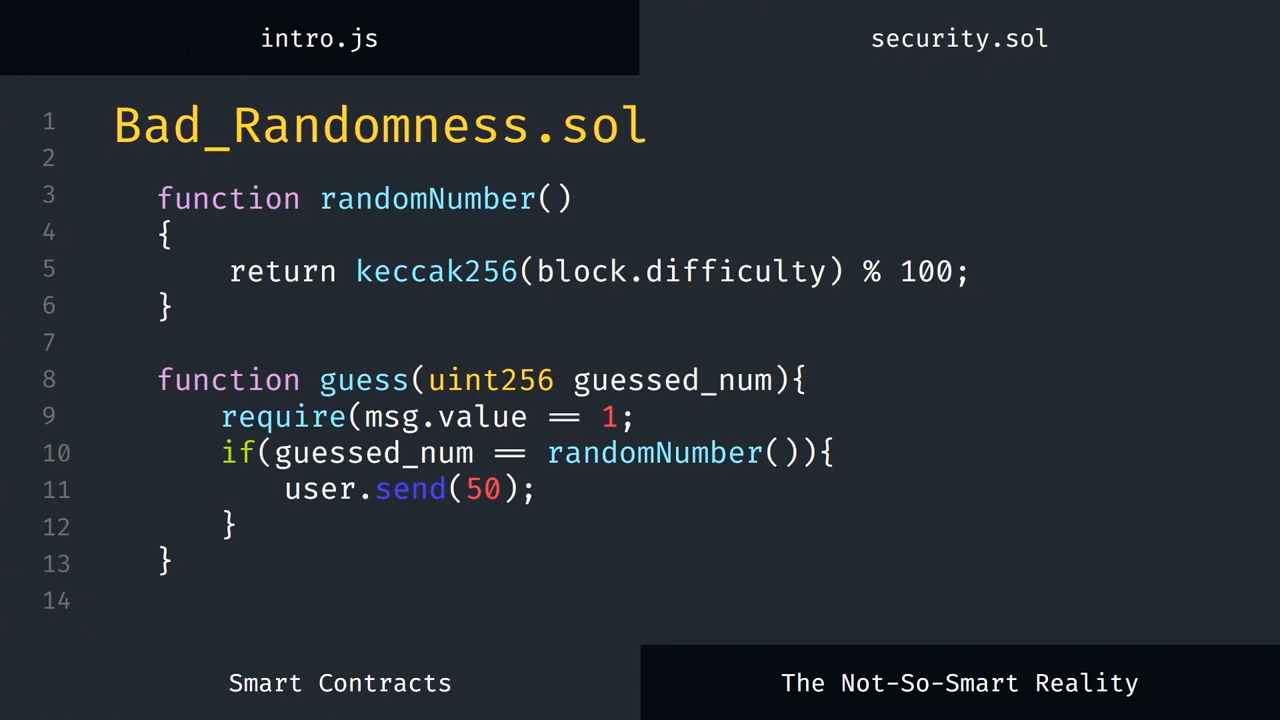 intro.js
security.sol
1 Bad_Randomness.sol
2
3 function randomNumber()
4 {
5 return keccak256(block.difficulty) % 100;
6 }
7
8 function guess(uint256 guessed_num){
9 require(msg.value == 1;
10 if(guessed_num == randomNumber()){
11 user.send(50);
12 }
13 }
14
Smart Contracts
The Not-So-Smart Reality